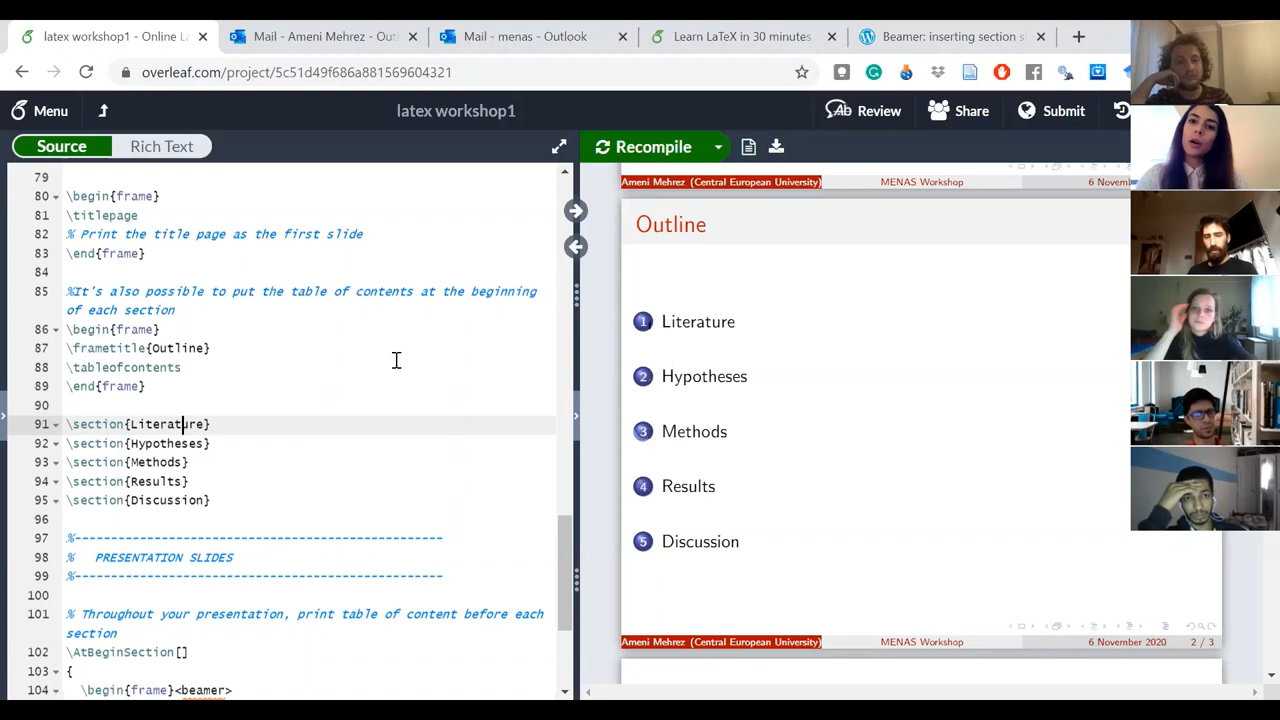 latex workshop1 - Online L
Mail - Ameni Mehrez - Out
Mail - menas - Outlook
Learn LaTeX in 30 minutes
Beamer: inserting section s
overleaf.com/project/5c51d49f686a881589604321
Menu
latex workshop1
Review
Share
Submit
Source
Rich Text
Recompile
79
80 \begin{frame}
81 \titlepage
82 % Print the title page as the first slide
83 \end{frame}
84
85 %It's also possible to put the table of contents at the beginning
of each section
86 \begin{frame}
87 \frametitle{Outline}
88 \tableofcontents
89 \end{frame}
90
91 \section{Literature}
92 \section{Hypotheses}
93 \section{Methods}
94 \section{Results}
95 \section{Discussion}
96
97 %------------------------------------------------
98 % PRESENTATION SLIDES
99 %------------------------------------------------
100
101 % Throughout your presentation, print table of content before each
section
102 \AtBeginSection[]
103 {
104 \begin{frame}<beamer>
Ameni Mehrez (Central European University) MENAS Workshop 6 Novem
Outline
1 Literature
2 Hypotheses
3 Methods
4 Results
5 Discussion
Ameni Mehrez (Central European University) MENAS Workshop 6 November 2020 2 / 3